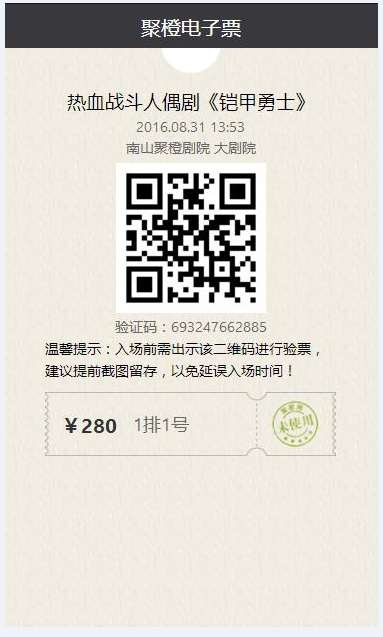 聚橙电子票
热血战斗人偶剧《铠甲勇士》
2016.08.31 13:53
南山聚橙剧院 大剧院
验证码：693247662885
温馨提示：入场前需出示该二维码进行验票，
建议提前截图留存，以免延误入场时间！
￥280 1排1号
未使用